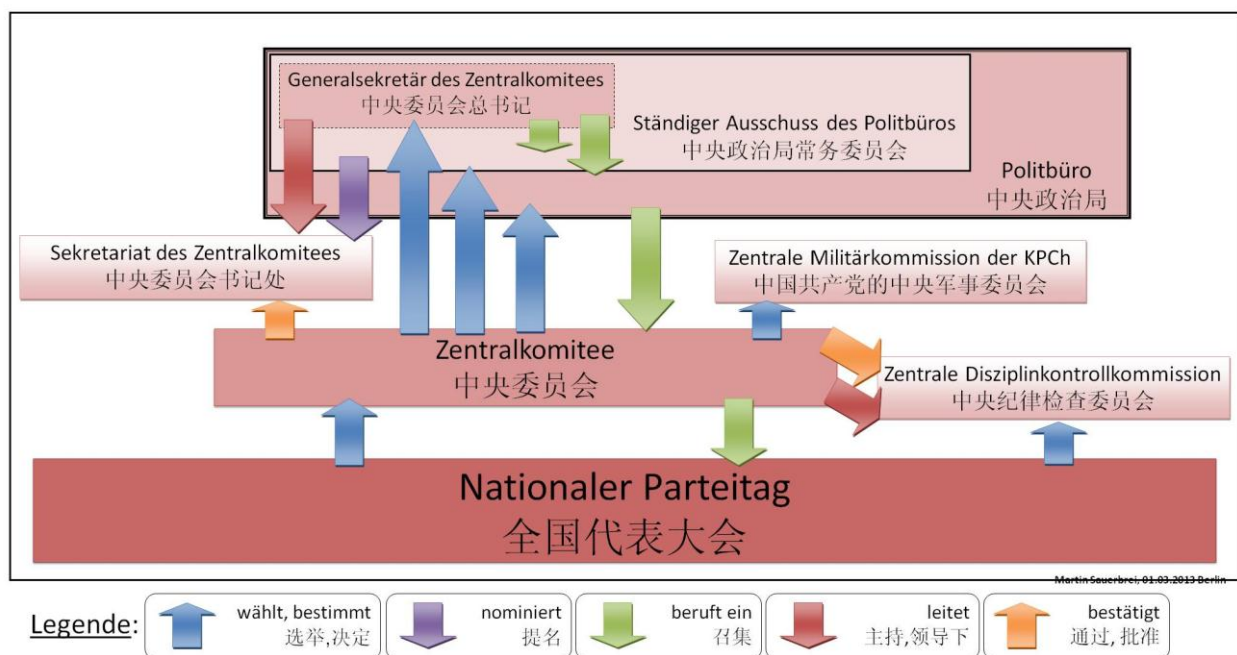 Generalsekretär des Zentralkomitees
中央委员会总书记
Ständiger Ausschuss des Politbüros
中央政治局常务委员会
Politbüro
中央政治局
Sekretariat des Zentralkomitees
中央委员会书记处
Zentrale Militärkommission der KPCh
中国共产党的中央军事委员会
Zentralkomitee
中央委员会
Zentrale Disziplinkontrollkommission
中央纪律检查委员会
Nationaler Parteitag
全国代表大会
Martin Sauerbrei, 01.03.2013 Berlin
Legende:
wählt, bestimmt
选举,决定
nominiert
提名
beruft ein
召集
leitet
主持,领导下
bestätigt
通过, 批准